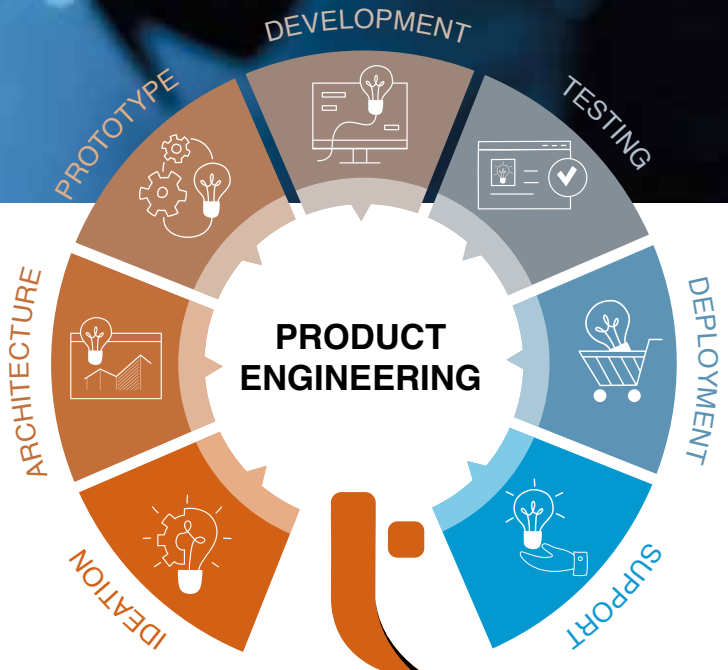 DEVELOPMENT
PROTOTYPE
TESTING
ARCHITECTURE
DEPLOYMENT
PRODUCT
ENGINEERING
IDEATION
SUPPORT